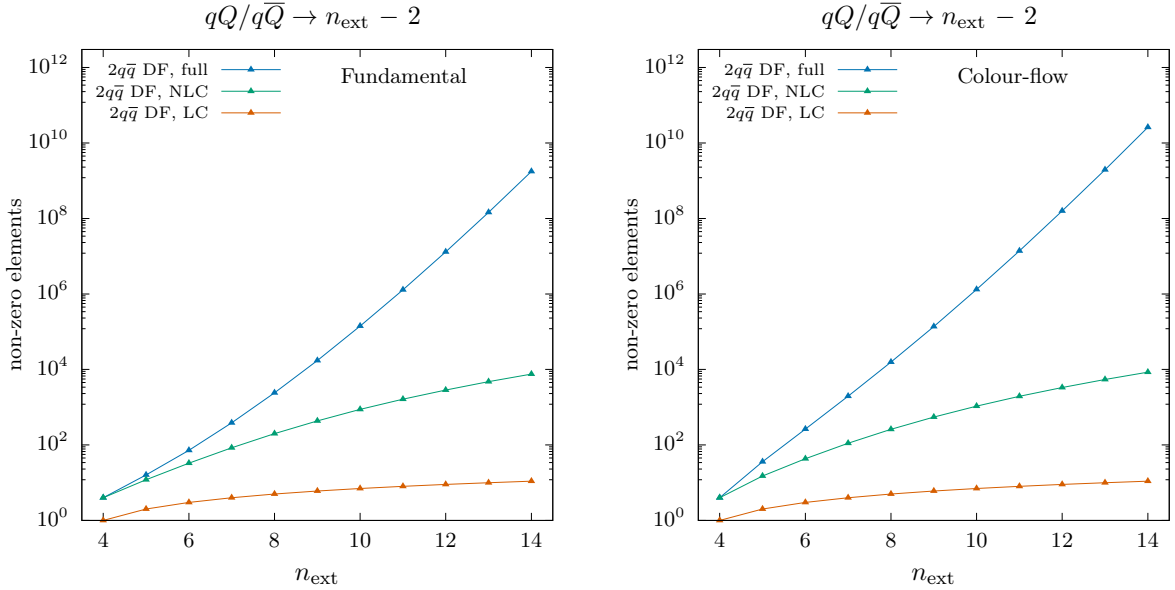 qQ/qQ̅ → n_ext − 2
2qq̅ DF, full
2qq̅ DF, NLC
2qq̅ DF, LC
Fundamental
non-zero elements
10^12
10^10
10^8
10^6
10^4
10^2
10^0
4 6 8 10 12 14
n_ext
qQ/qQ̅ → n_ext − 2
2qq̅ DF, full
2qq̅ DF, NLC
2qq̅ DF, LC
Colour-flow
non-zero elements
10^12
10^10
10^8
10^6
10^4
10^2
10^0
4 6 8 10 12 14
n_ext